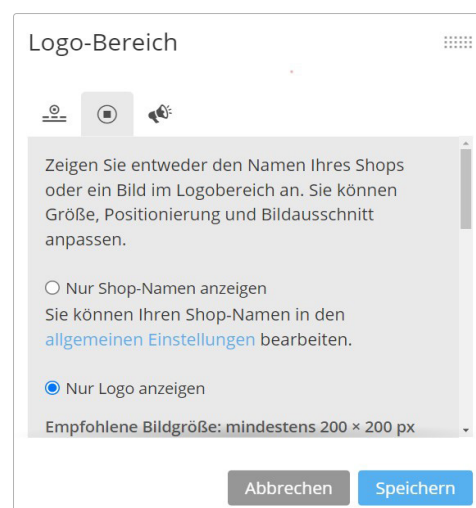 Logo-Bereich
Zeigen Sie entweder den Namen Ihres Shops
oder ein Bild im Logobereich an. Sie können
Größe, Positionierung und Bildausschnitt
anpassen.
Nur Shop-Namen anzeigen
Sie können Ihren Shop-Namen in den
allgemeinen Einstellungen bearbeiten.
Nur Logo anzeigen
Empfohlene Bildgröße: mindestens 200 × 200 px
Abbrechen
Speichern